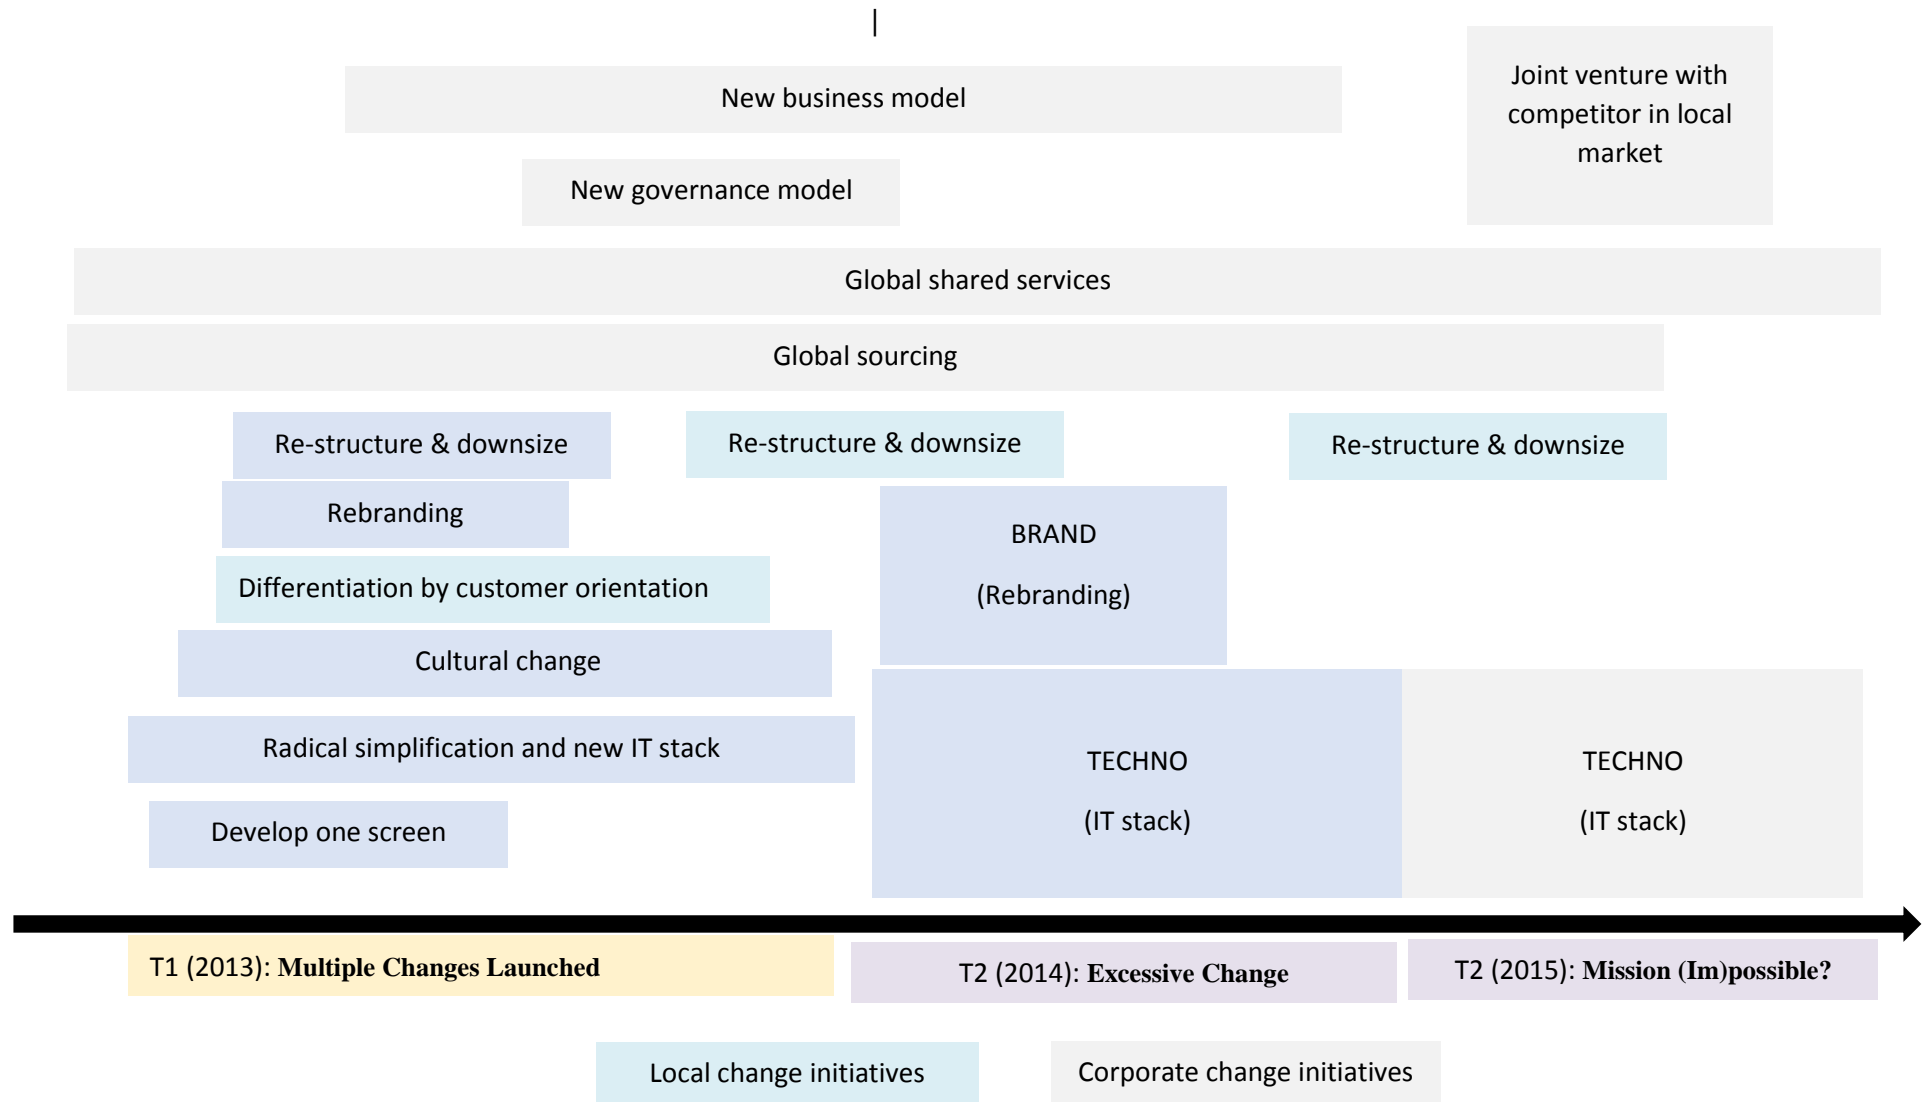 New business model
Joint venture with
competitor in local
market
New governance model
Global shared services
Global sourcing
Re-structure & downsize
Re-structure & downsize
Re-structure & downsize
Rebranding
BRAND
(Rebranding)
Differentiation by customer orientation
Cultural change
Radical simplification and new IT stack
TECHNO
(IT stack)
TECHNO
(IT stack)
Develop one screen
T1 (2013): Multiple Changes Launched
T2 (2014): Excessive Change
T2 (2015): Mission (Im)possible?
Local change initiatives
Corporate change initiatives